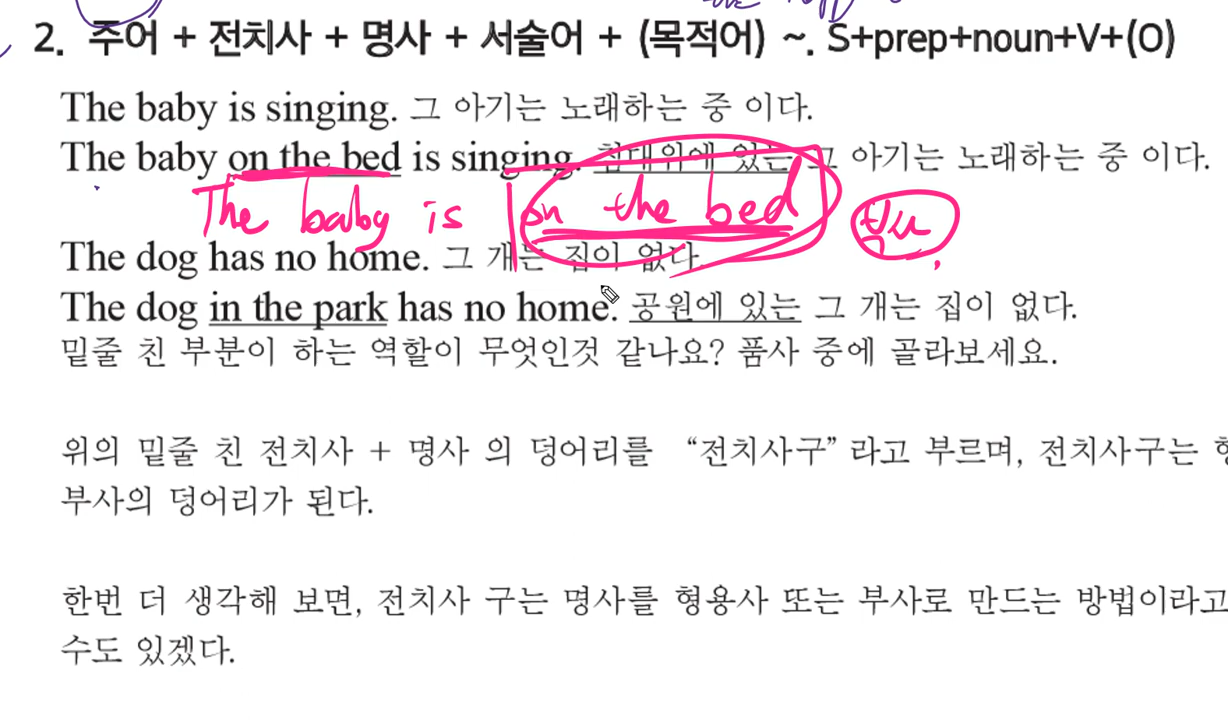 2. 주어 + 전치사 + 명사 + 서술어 + (목적어) ~. S+prep+noun+V+(O)
The baby is singing. 그 아기는 노래하는 중 이다.
The baby on the bed is singing. 침대위에 있는 그 아기는 노래하는 중 이다.
The baby is on the bed
The dog has no home. 그 개는 집이 없다.
The dog in the park has no home. 공원에 있는 그 개는 집이 없다.
밑줄 친 부분이 하는 역할이 무엇인것 같나요? 품사 중에 골라보세요.
위의 밑줄 친 전치사 + 명사 의 덩어리를 “전치사구” 라고 부르며, 전치사구는
부사의 덩어리가 된다.
한번 더 생각해 보면, 전치사 구는 명사를 형용사 또는 부사로 만드는 방법이라고
수도 있겠다.